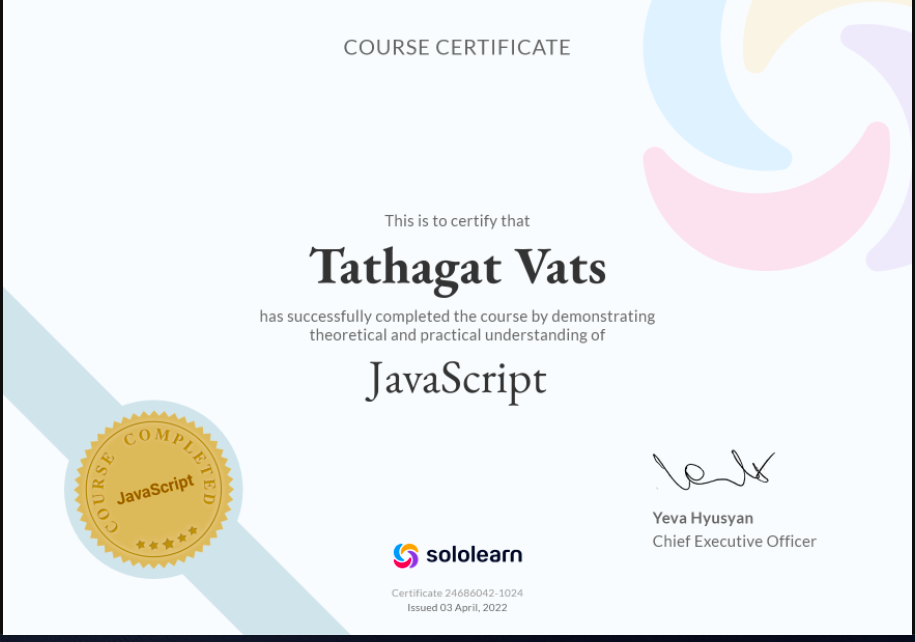 COURSE CERTIFICATE
This is to certify that
Tathagat Vats
has successfully completed the course by demonstrating
theoretical and practical understanding of
JavaScript
COURSE COMPLETED
JavaScript
Yeva Hyusyan
Chief Executive Officer
sololearn
Certificate 24686042-1024
Issued 03 April, 2022